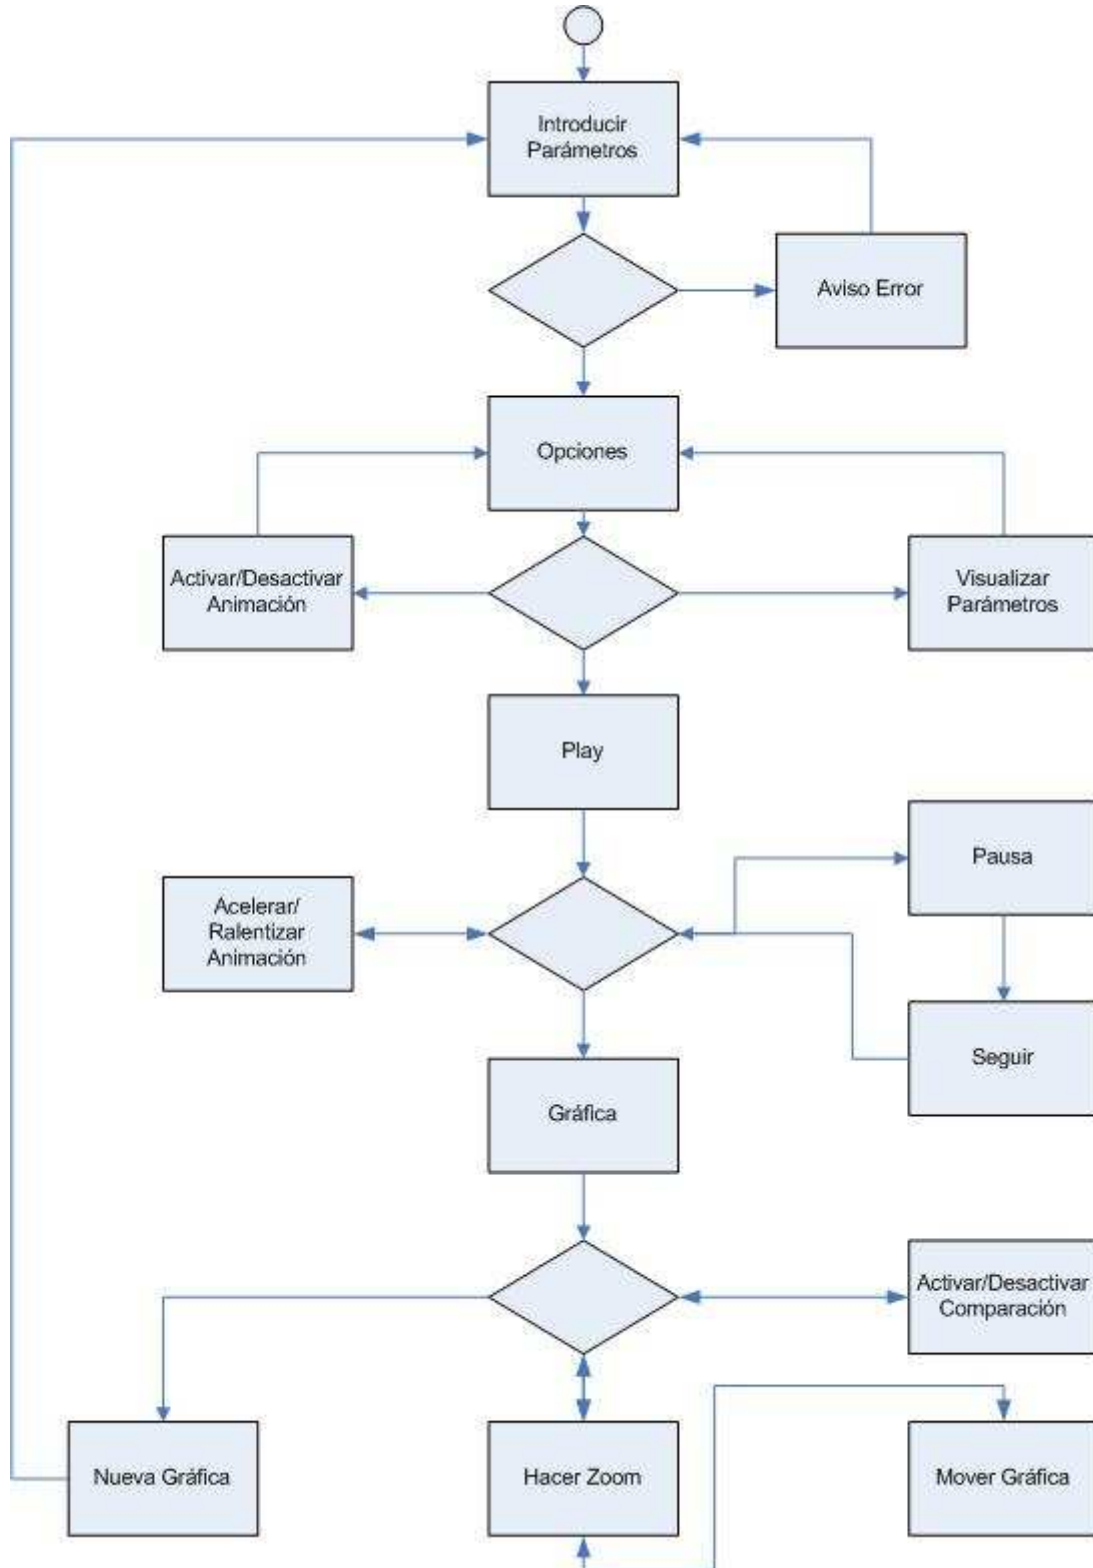 Introducir
Parámetros
Aviso Error
Opciones
Activar/Desactivar
Animación
Visualizar
Parámetros
Play
Pausa
Acelerar/
Ralentizar
Animación
Seguir
Gráfica
Activar/Desactivar
Comparación
Nueva Gráfica
Hacer Zoom
Mover Gráfica